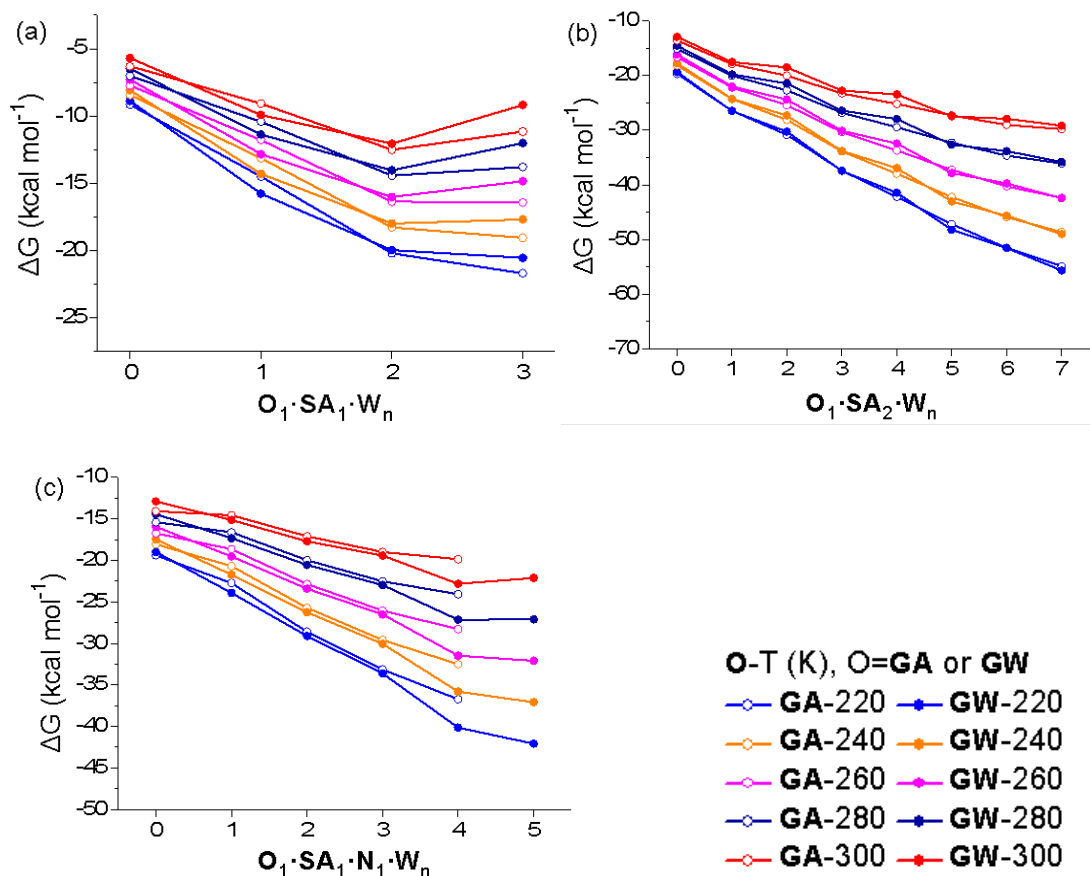 (a)
ΔG (kcal mol⁻¹)
-5
-10
-15
-20
-25
0 1 2 3
O₁·SA₁·Wₙ
(b)
ΔG (kcal mol⁻¹)
-10
-20
-30
-40
-50
-60
-70
0 1 2 3 4 5 6 7
O₁·SA₂·Wₙ
(c)
ΔG (kcal mol⁻¹)
-10
-15
-20
-25
-30
-35
-40
-45
-50
0 1 2 3 4 5
O₁·SA₁·N₁·Wₙ
O-T (K), O=GA or GW
GA-220 GW-220
GA-240 GW-240
GA-260 GW-260
GA-280 GW-280
GA-300 GW-300